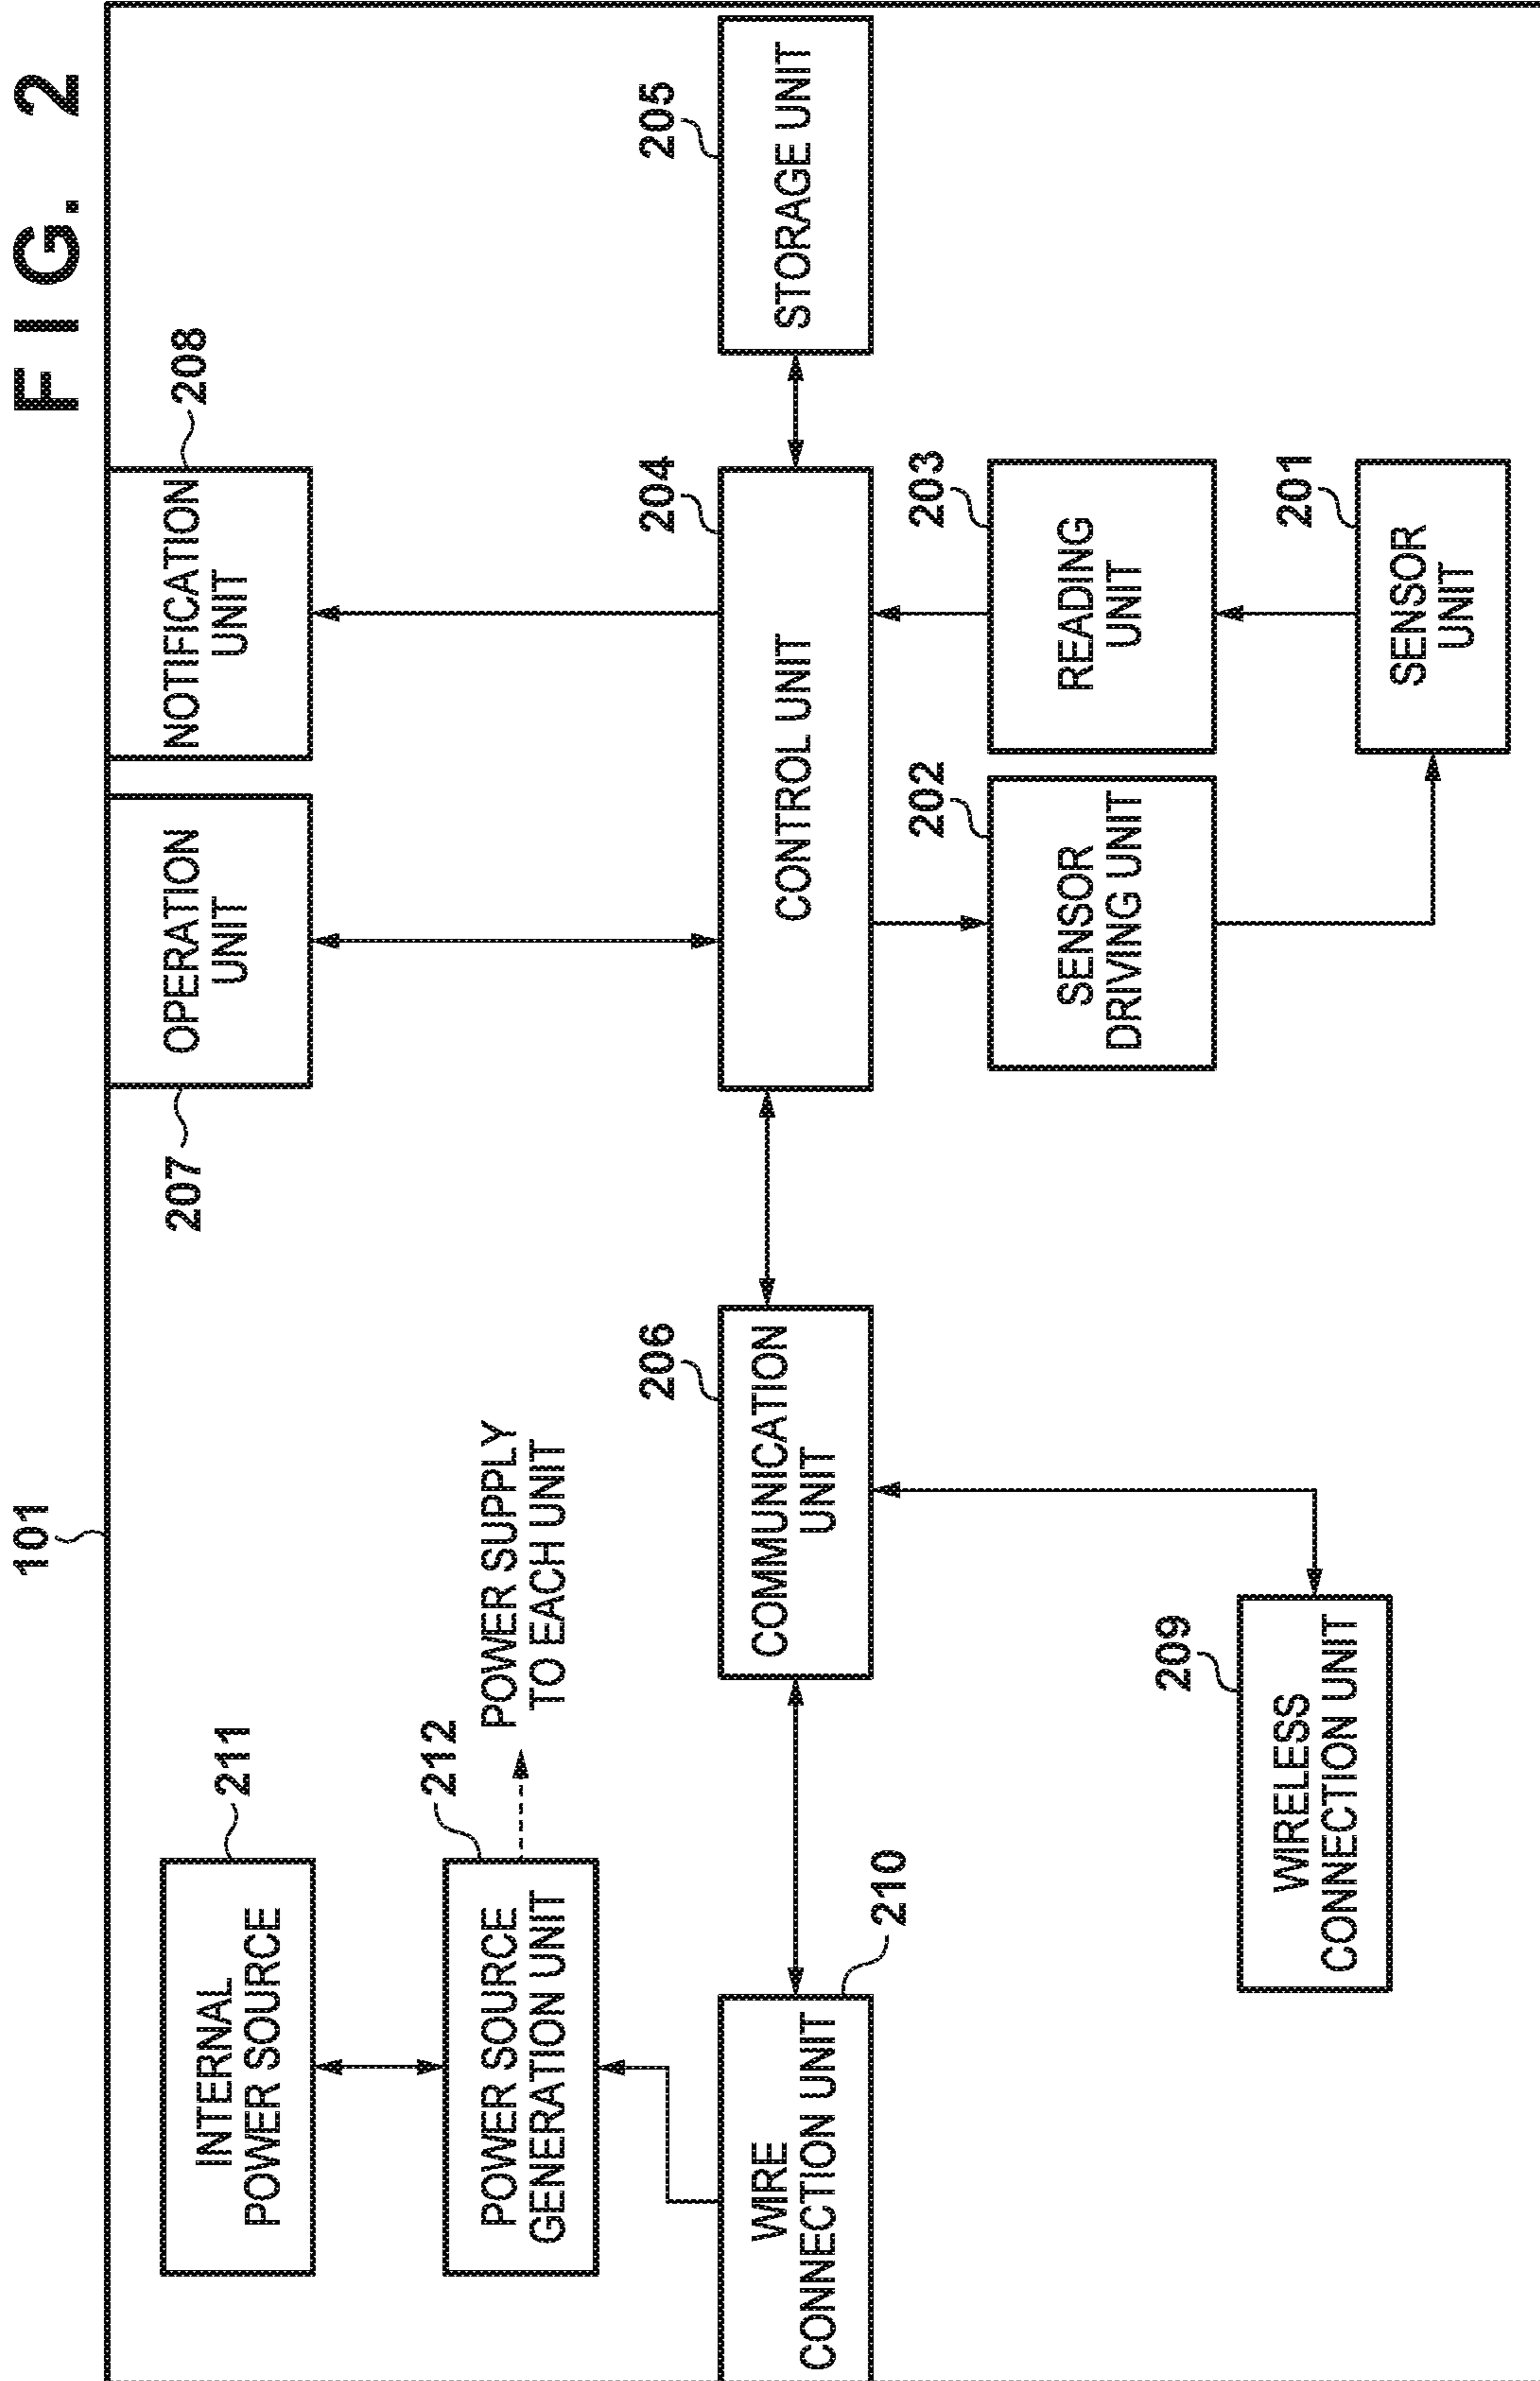 FIG. 2
101
INTERNAL
POWER SOURCE
211
OPERATION
UNIT
207
NOTIFICATION
UNIT
208
POWER SOURCE
GENERATION UNIT
212
POWER SUPPLY
TO EACH UNIT
WIRE
CONNECTION UNIT
210
COMMUNICATION
UNIT
206
CONTROL UNIT
204
STORAGE UNIT
205
SENSOR
DRIVING UNIT
202
READING
UNIT
203
WIRELESS
CONNECTION UNIT
209
SENSOR
UNIT
201